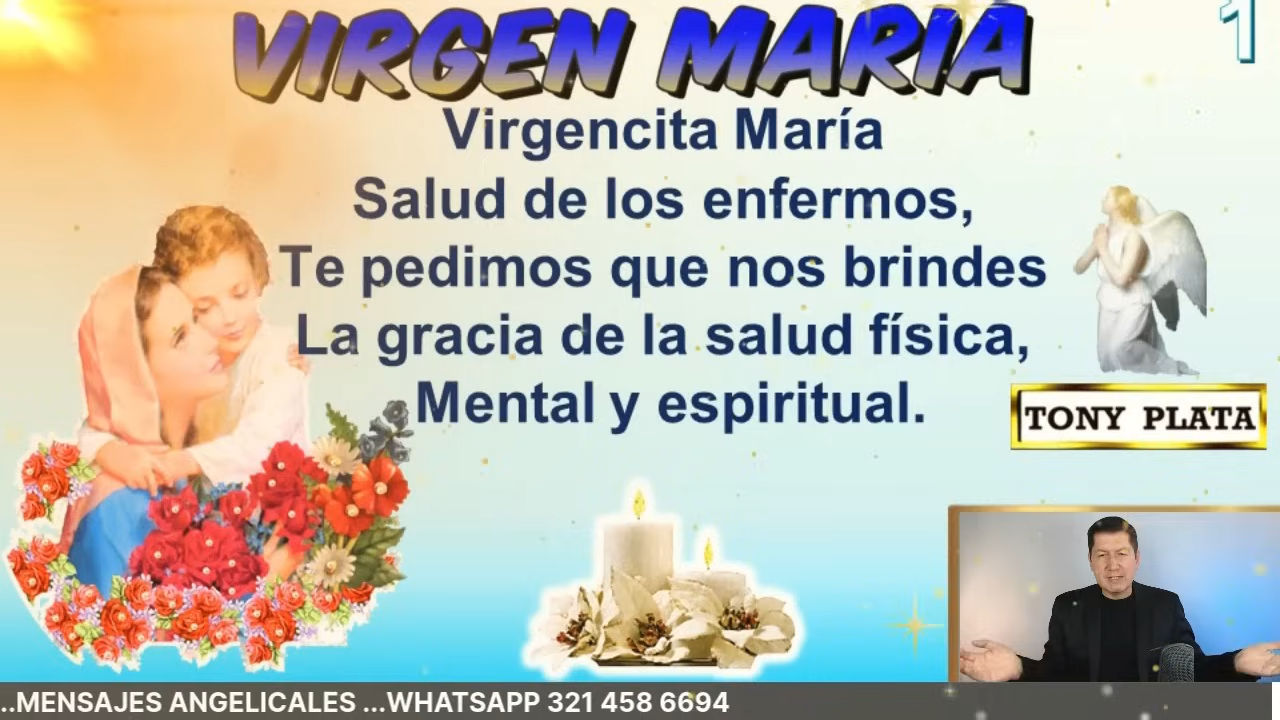 VIRGEN MARIA
1
Virgencita María
Salud de los enfermos,
Te pedimos que nos brindes
La gracia de la salud física,
Mental y espiritual.
TONY PLATA
..MENSAJES ANGELICALES ...WHATSAPP 321 458 6694